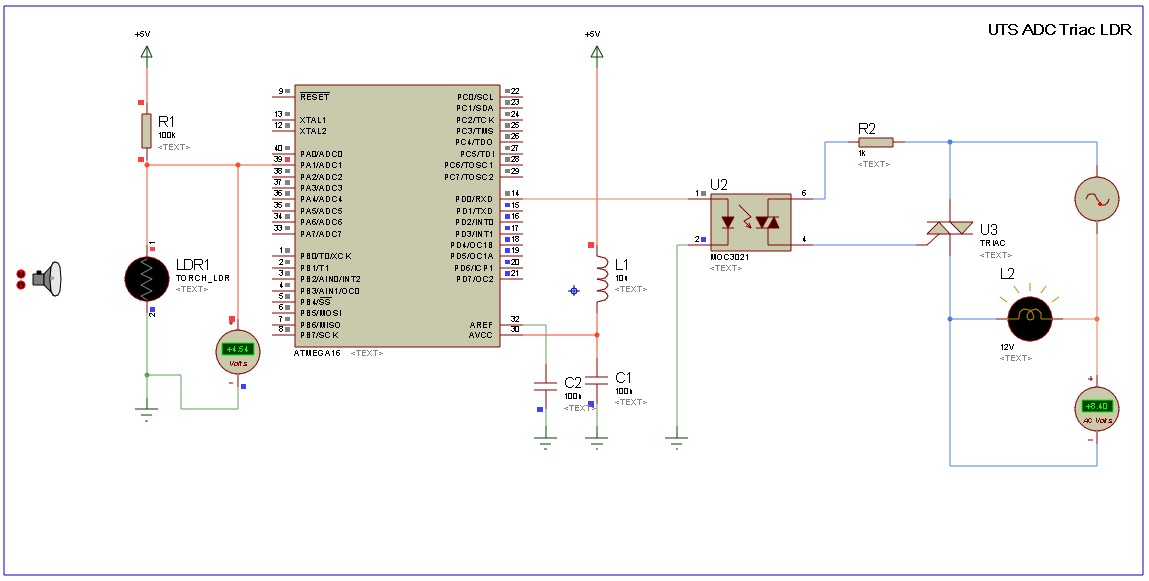 UTS ADC Triac LDR
+5V
R1
100k
<TEXT>
LDR1
TORCH_LDR
<TEXT>
1
2
+
+4.54
Volts
-
9
13
12
40
39
38
37
36
35
34
33
1
2
3
4
5
6
7
8
RESET
XTAL1
XTAL2
PA0/ADC0
PA1/ADC1
PA2/ADC2
PA3/ADC3
PA4/ADC4
PA5/ADC5
PA6/ADC6
PA7/ADC7
PB0/T0/XCK
PB1/T1
PB2/AIN0/INT2
PB3/AIN1/OC0
PB4/SS
PB5/MOSI
PB6/MISO
PB7/SCK
PC0/SCL
PC1/SDA
PC2/TCK
PC3/TMS
PC4/TDO
PC5/TDI
PC6/TOSC1
PC7/TOSC2
PD0/RXD
PD1/TXD
PD2/INT0
PD3/INT1
PD4/OC1B
PD5/OC1A
PD6/ICP1
PD7/OC2
AREF
AVCC
22
23
24
25
26
27
28
29
14
15
16
17
18
19
20
21
32
30
ATMEGA16
<TEXT>
+5V
L1
<TEXT>
C2
100n
<TEXT>
C1
100n
<TEXT>
U2
1
2
6
4
MOC3021
<TEXT>
R2
1k
<TEXT>
U3
TRIAC
<TEXT>
L2
12V
<TEXT>
+
AC Volts
-